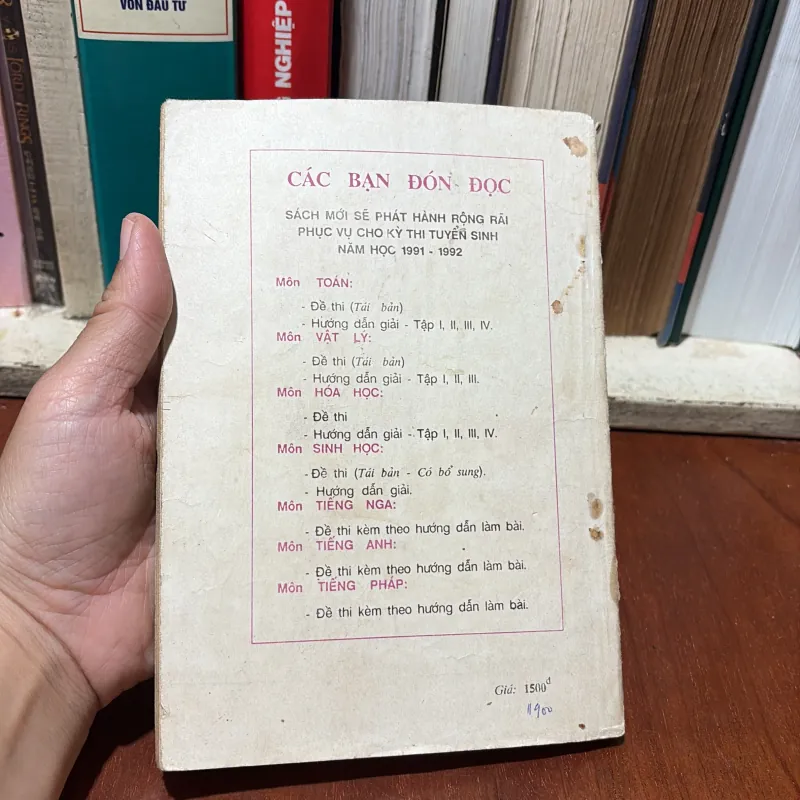 VỐN ĐẦU TƯ
NGHIỆP
CÁC BẠN ĐÓN ĐỌC
SÁCH MỚI SẼ PHÁT HÀNH RỘNG RÃI
PHỤC VỤ CHO KỲ THI TUYỂN SINH
NĂM HỌC 1991 - 1992
Môn TOÁN:
- Đề thi (Tái bản)
- Hướng dẫn giải - Tập I, II, III, IV.
Môn VẬT LÝ:
- Đề thi (Tái bản)
- Hướng dẫn giải - Tập I, II, III.
Môn HÓA HỌC:
- Đề thi
- Hướng dẫn giải - Tập I, II, III, IV.
Môn SINH HỌC:
- Đề thi (Tái bản - Có bổ sung).
- Hướng dẫn giải.
Môn TIẾNG NGA:
- Đề thi kèm theo hướng dẫn làm bài.
Môn TIẾNG ANH:
- Đề thi kèm theo hướng dẫn làm bài.
Môn TIẾNG PHÁP:
- Đề thi kèm theo hướng dẫn làm bài.
Giá: 1500đ